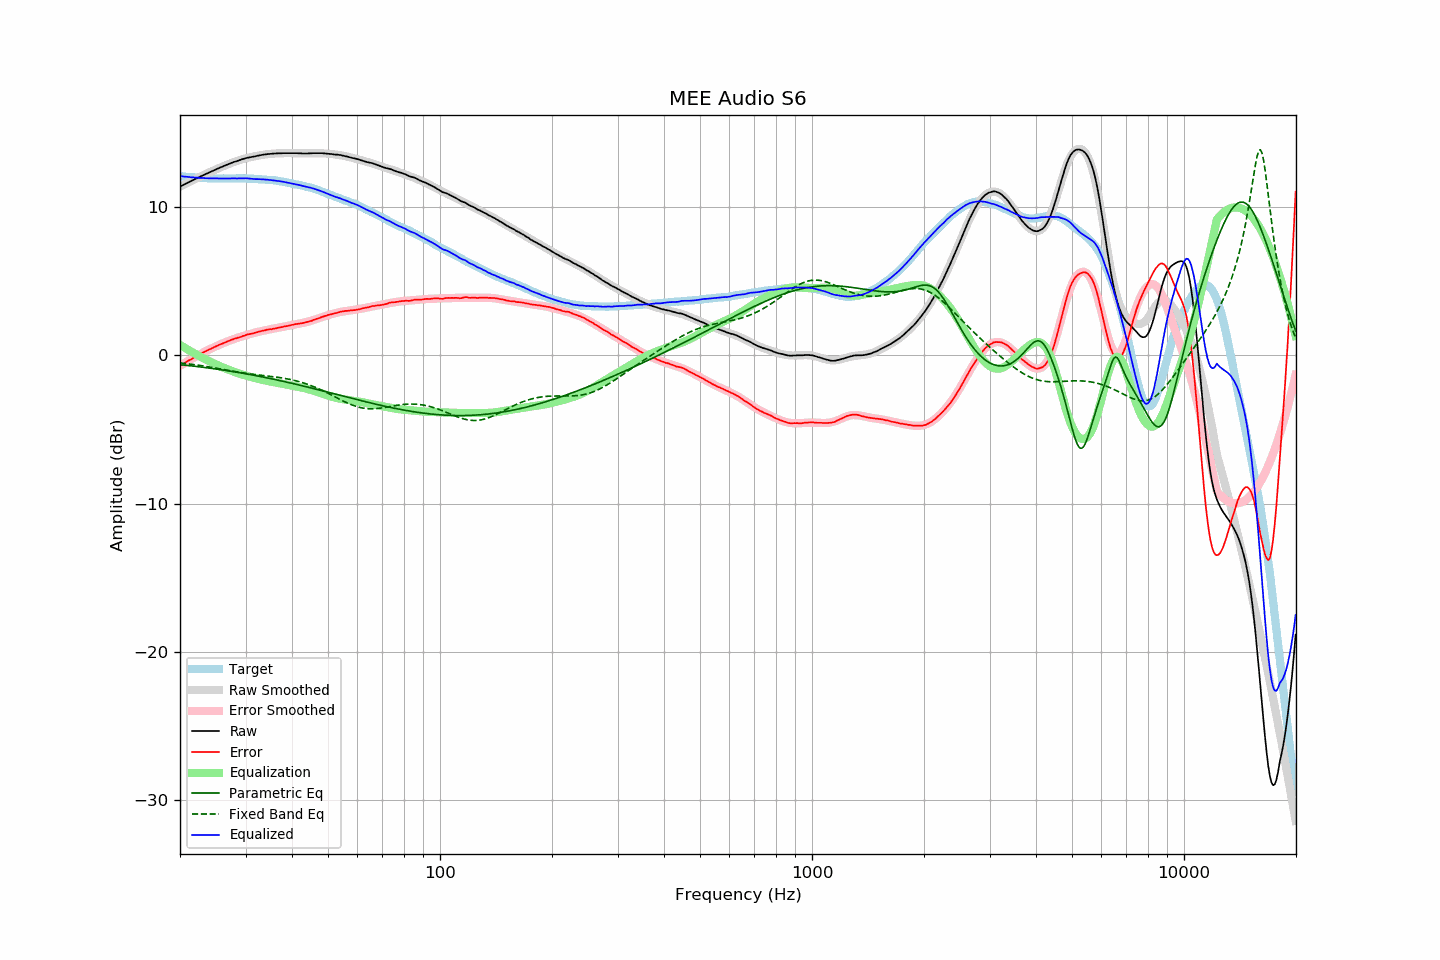 MEE Audio S6
Amplitude (dBr)
10
0
−10
−20
−30
Target
Raw Smoothed
Error Smoothed
Raw
Error
Equalization
Parametric Eq
Fixed Band Eq
Equalized
100
1000
10000
Frequency (Hz)